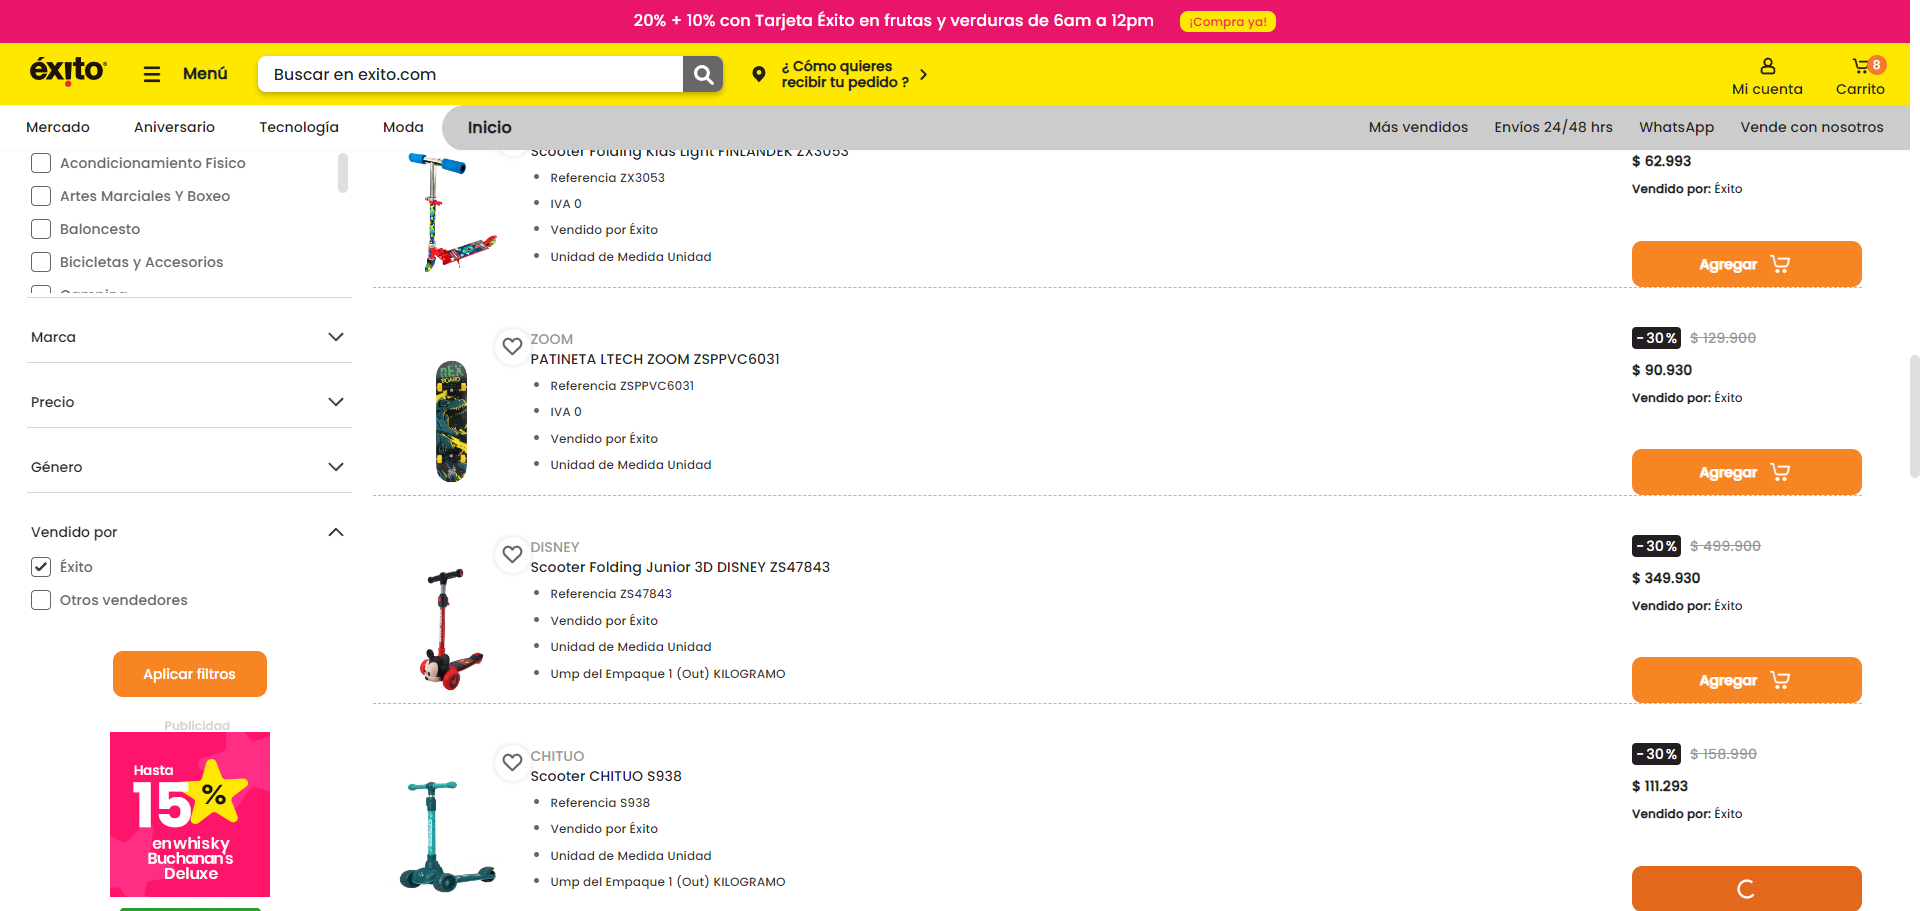 20% + 10% con Tarjeta Éxito en frutas y verduras de 6am a 12pm
¡Compra ya!
éxito
Menú
Buscar en exito.com
¿ Cómo quieres
recibir tu pedido ?
Mi cuenta
8
Carrito
Mercado
Aniversario
Tecnología
Moda
Inicio
Más vendidos
Envíos 24/48 hrs
WhatsApp
Vende con nosotros
Acondicionamiento Fisico
Artes Marciales Y Boxeo
Baloncesto
Bicicletas y Accesorios
Camping
Marca
Precio
Género
Vendido por
Éxito
Otros vendedores
Aplicar filtros
Publicidad
Hasta
15%
en whisky
Buchanan's
Deluxe
Scooter Folding Kids Light FINLANDEK ZX3053
Referencia ZX3053
IVA 0
Vendido por Éxito
Unidad de Medida Unidad
$ 62.993
Vendido por: Éxito
Agregar
ZOOM
PATINETA LTECH ZOOM ZSPPVC6031
Referencia ZSPPVC6031
IVA 0
Vendido por Éxito
Unidad de Medida Unidad
-30% $ 129.900
$ 90.930
Vendido por: Éxito
Agregar
DISNEY
Scooter Folding Junior 3D DISNEY ZS47843
Referencia ZS47843
Vendido por Éxito
Unidad de Medida Unidad
Ump del Empaque 1 (Out) KILOGRAMO
-30% $ 499.900
$ 349.930
Vendido por: Éxito
Agregar
CHITUO
Scooter CHITUO S938
Referencia S938
Vendido por Éxito
Unidad de Medida Unidad
Ump del Empaque 1 (Out) KILOGRAMO
-30% $ 158.990
$ 111.293
Vendido por: Éxito